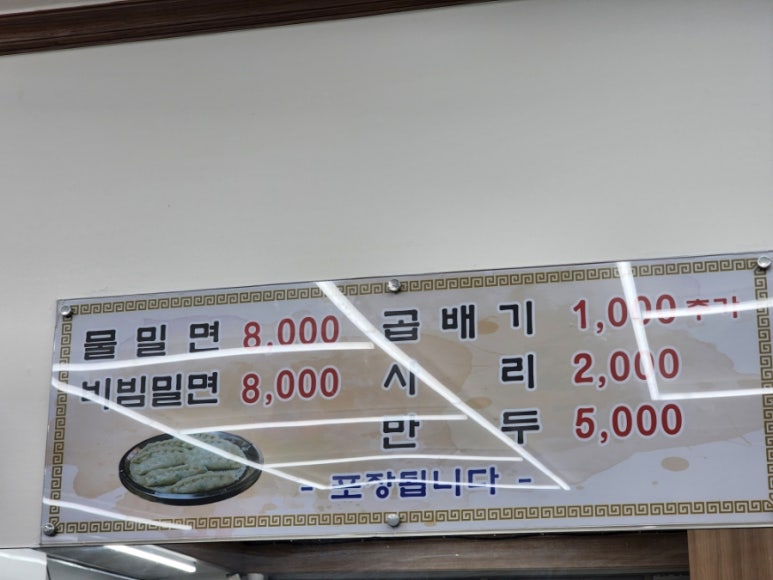 물밀면 8,000
비빔밀면 8,000
곱배기 1,000 추가
사리 2,000
만두 5,000
- 포장됩니다 -